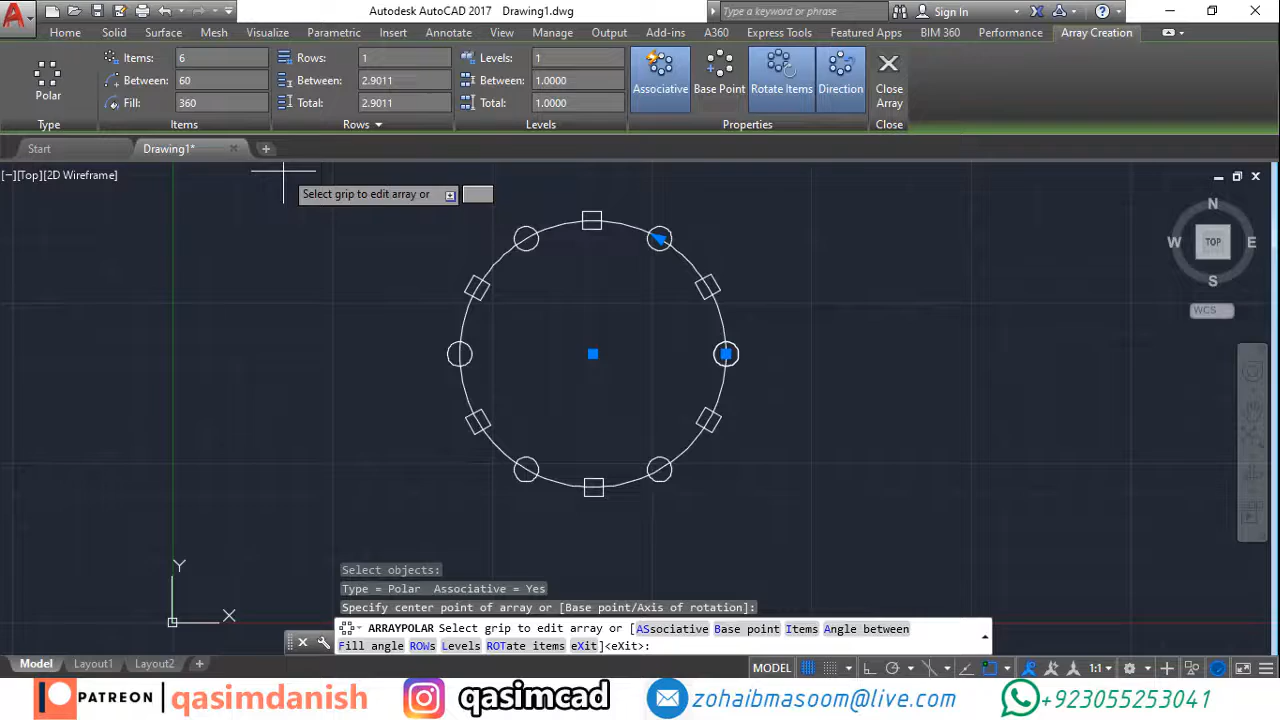 Autodesk AutoCAD 2017 Drawing1.dwg
Type a keyword or phrase
Sign In
Home Solid Surface Mesh Visualize Parametric Insert Annotate View Manage Output Add-ins A360 Express Tools Featured Apps BIM 360 Performance Array Creation
Items: 6 Rows: 1 Levels: 1
Between: 60 Between: 2.9011 Between: 1.0000
Fill: 360 Total: 2.9011 Total: 1.0000
Polar
Associative Base Point Rotate Items Direction Close
Array
Type Items Rows Levels Properties Close
Start Drawing1*
[−][Top][2D Wireframe]
Select grip to edit array or
N
W TOP E
S
WCS
Y
X
Select objects:
Type = Polar  Associative = Yes
Specify center point of array or [Base point/Axis of rotation]:
ARRAYPOLAR Select grip to edit array or [ASsociative Base point Items Angle between
Fill angle ROWs Levels ROTate items eXit]<eXit>:
Model Layout1 Layout2
MODEL 1:1
PATREON qasimdanish qasimcad zohaibmasoom@live.com +923055253041